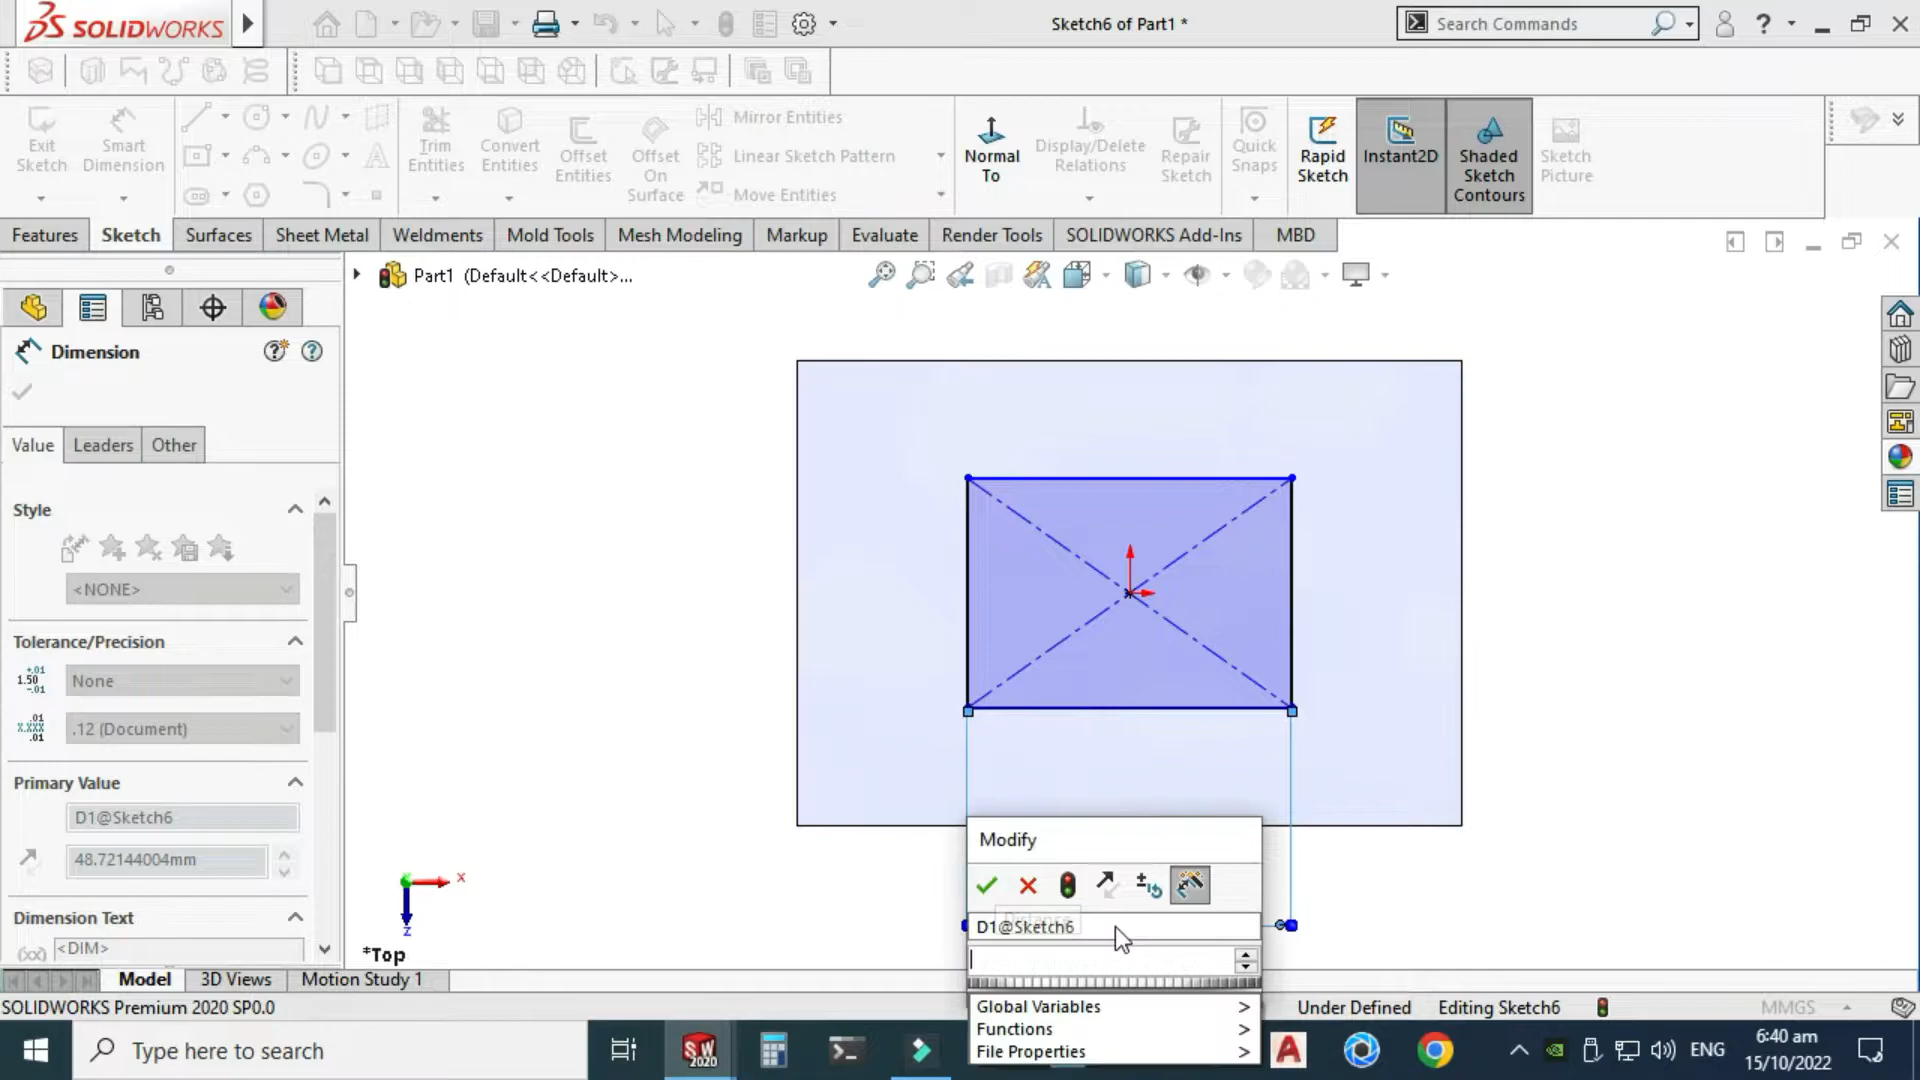 SOLIDWORKS
Sketch6 of Part1 *
Search Commands
Exit Sketch
Smart Dimension
Trim Entities
Convert Entities
Offset Entities
Offset On Surface
Mirror Entities
Linear Sketch Pattern
Move Entities
Normal To
Display/Delete Relations
Repair Sketch
Quick Snaps
Rapid Sketch
Instant2D
Shaded Sketch Contours
Sketch Picture
Features
Sketch
Surfaces
Sheet Metal
Weldments
Mold Tools
Mesh Modeling
Markup
Evaluate
Render Tools
SOLIDWORKS Add-Ins
MBD
Part1 (Default<<Default>...
Dimension
Value
Leaders
Other
Style
<NONE>
Tolerance/Precision
None
.12 (Document)
Primary Value
D1@Sketch6
48.72144004mm
Dimension Text
<DIM>
X
Z
*Top
Modify
Distance
D1@Sketch6
Global Variables >
Functions >
File Properties >
Model
3D Views
Motion Study 1
SOLIDWORKS Premium 2020 SP0.0
Under Defined
Editing Sketch6
MMGS
Type here to search
SW 2020
ENG
6:40 am
15/10/2022